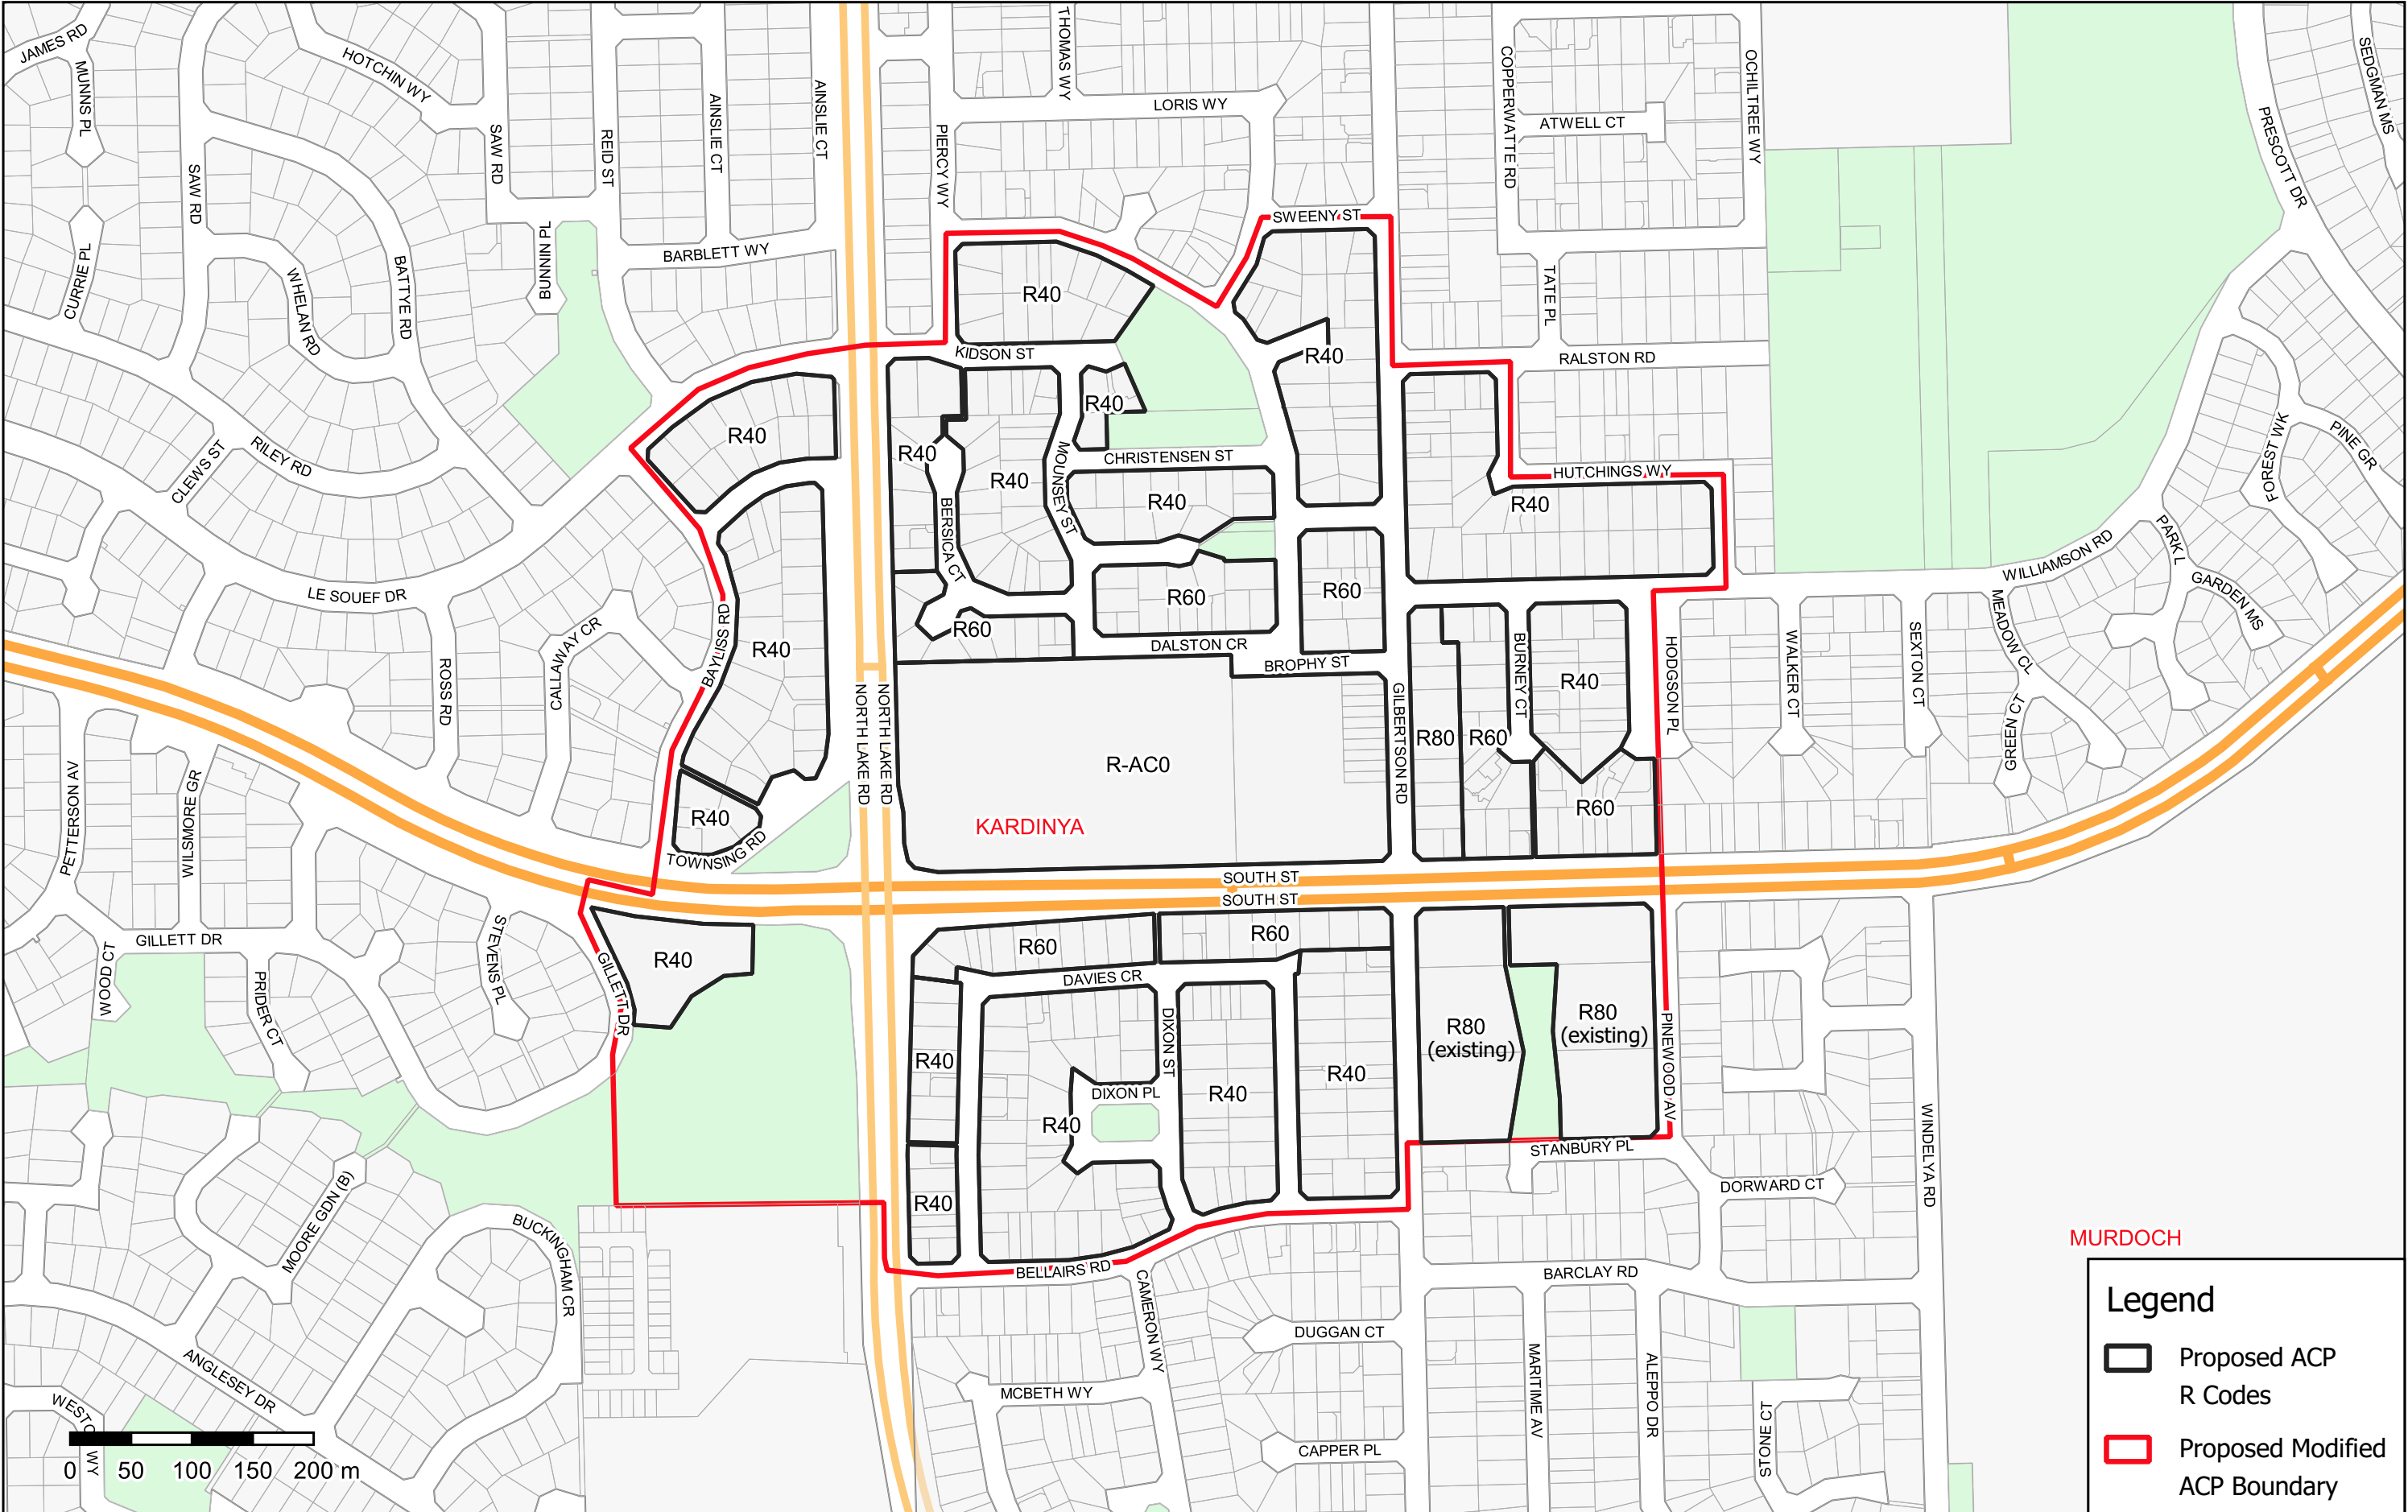 JAMES RD
MUNNS PL
HOTCHIN WY
SAW RD
SAW RD
REID ST
AINSLIE CT
AINSLIE CT
PIERCY WY
THOMAS WY
LORIS WY
COPPERWATTE RD
ATWELL CT
OCHILTREE WY
PRESCOTT DR
SEDGMAN MS
CURRIE PL
WHELAN RD
BATTYE RD
BUNNING PL
BARBLETT WY
SWEENY ST
TATE PL
RALSTON RD
R40
KIDSON ST
R40
R40
R40
R40
R40
R40
CLEWS ST
RILEY RD
MOUNSEY ST
CHRISTENSEN ST
R40
HUTCHINGS WY
R40
FOREST WK
PINE GR
BERSICA CT
LE SOUEF DR
ROSS RD
CALLAWAY CR
BAYLISS RD
R40
R60
R60
R60
DALSTON CR
BROPHY ST
WILLIAMSON RD
PARK L
GARDEN MS
MEADOW CL
GREEN CT
SEXTON CT
WALKER CT
HODGSON PL
BURNEY CT
R40
R80
R60
R60
GILBERTSON RD
NORTH LAKE RD
NORTH LAKE RD
R-AC0
KARDINYA
R40
TOWNSING RD
PETTERSON AV
WILSMORE GR
SOUTH ST
SOUTH ST
GILLETT DR
WOOD CT
PRIDER CT
STEVENS PL
GILLETT DR
R40
R60
R60
DAVIES CR
DIXON ST
DIXON PL
R40
R40
R40
R40
R40
R80
(existing)
R80
(existing)
PINEWOOD AV
STANBURY PL
DORWARD CT
WINDELYA RD
MURDOCH
MOORE GDN (B)
BUCKINGHAM CR
ANGLESEY DR
BELLAIRS RD
CAMERON WY
BARCLAY RD
DUGGAN CT
MCBETH WY
CAPPER PL
MARITIME AV
ALEPPO DR
STONE CT
WY
0 50 100 150 200 m
Legend
Proposed ACP
R Codes
Proposed Modified
ACP Boundary